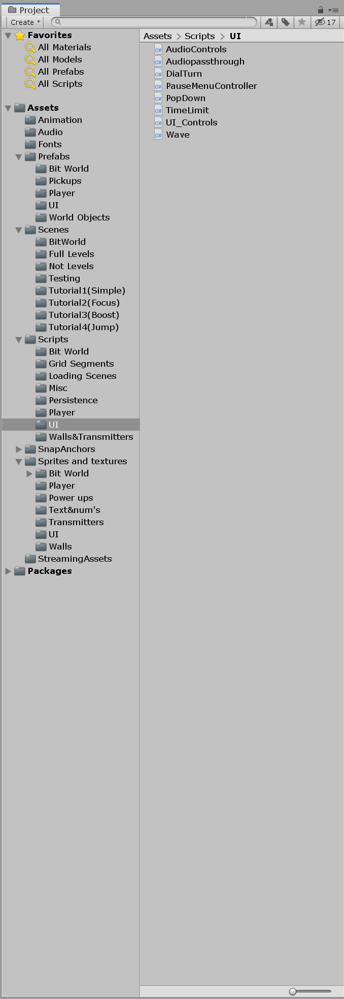 Project
Create
17
Favorites
All Materials
All Models
All Prefabs
All Scripts
Assets
Animation
Audio
Fonts
Prefabs
Bit World
Pickups
Player
UI
World Objects
Scenes
BitWorld
Full Levels
Not Levels
Testing
Tutorial1(Simple)
Tutorial2(Focus)
Tutorial3(Boost)
Tutorial4(Jump)
Scripts
Bit World
Grid Segments
Loading Scenes
Misc
Persistence
Player
UI
Walls&Transmitters
SnapAnchors
Sprites and textures
Bit World
Player
Power ups
Text&num's
Transmitters
UI
Walls
StreamingAssets
Packages
Assets > Scripts > UI
C# AudioControls
C# Audiopassthrough
C# DialTurn
C# PauseMenuController
C# PopDown
C# TimeLimit
C# UI_Controls
C# Wave